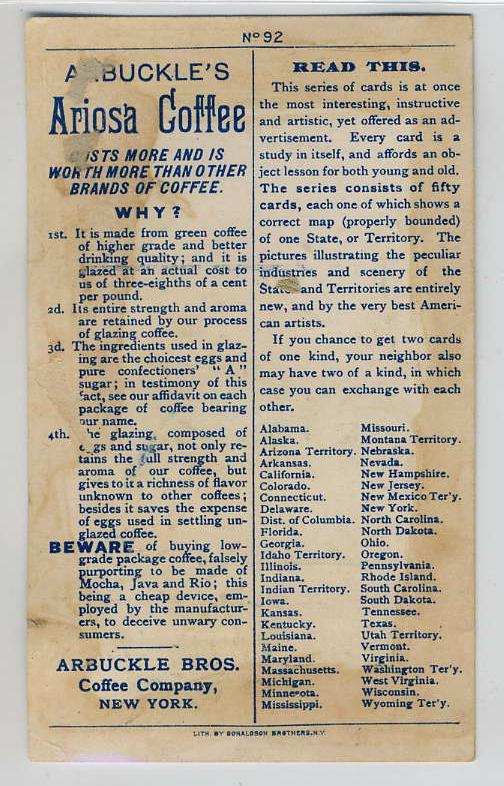 Nº 92
ARBUCKLE'S
Ariosa Coffee
COSTS MORE AND IS
WORTH MORE THAN OTHER
BRANDS OF COFFEE.
WHY?
1st. It is made from green coffee
of higher grade and better
drinking quality; and it is
glazed at an actual cost to
us of three-eighths of a cent
per pound.
2d. Its entire strength and aroma
are retained by our process
of glazing coffee.
3d. The ingredients used in glaz-
ing are the choicest eggs and
pure confectioners' "A"
sugar; in testimony of this
fact, see our affidavit on each
package of coffee bearing
our name.
4th. The glazing, composed of
eggs and sugar, not only re-
tains the full strength and
aroma of our coffee, but
gives to it a richness of flavor
unknown to other coffees;
besides it saves the expense
of eggs used in settling un-
glazed coffee.
BEWARE of buying low-
grade package coffee, falsely
purporting to be made of
Mocha, Java and Rio; this
being a cheap device, em-
ployed by the manufactur-
ers, to deceive unwary con-
sumers.
ARBUCKLE BROS.
Coffee Company,
NEW YORK.
READ THIS.
This series of cards is at once
the most interesting, instructive
and artistic, yet offered as an ad-
vertisement. Every card is a
study in itself, and affords an ob-
ject lesson for both young and old.
The series consists of fifty
cards, each one of which shows a
correct map (properly bounded)
of one State, or Territory. The
pictures illustrating the peculiar
industries and scenery of the
States and Territories are entirely
new, and by the very best Ameri-
can artists.
If you chance to get two cards
of one kind, your neighbor also
may have two of a kind, in which
case you can exchange with each
other.
Alabama.
Alaska.
Arizona Territory.
Arkansas.
California.
Colorado.
Connecticut.
Delaware.
Dist. of Columbia.
Florida.
Georgia.
Idaho Territory.
Illinois.
Indiana.
Indian Territory.
Iowa.
Kansas.
Kentucky.
Louisiana.
Maine.
Maryland.
Massachusetts.
Michigan.
Minnesota.
Mississippi.
Missouri.
Montana Territory.
Nebraska.
Nevada.
New Hampshire.
New Jersey.
New Mexico Ter'y.
New York.
North Carolina.
North Dakota.
Ohio.
Oregon.
Pennsylvania.
Rhode Island.
South Carolina.
South Dakota.
Tennessee.
Texas.
Utah Territory.
Vermont.
Virginia.
Washington Ter'y.
West Virginia.
Wisconsin.
Wyoming Ter'y.
LITH. BY DONALDSON BROTHERS, N.Y.